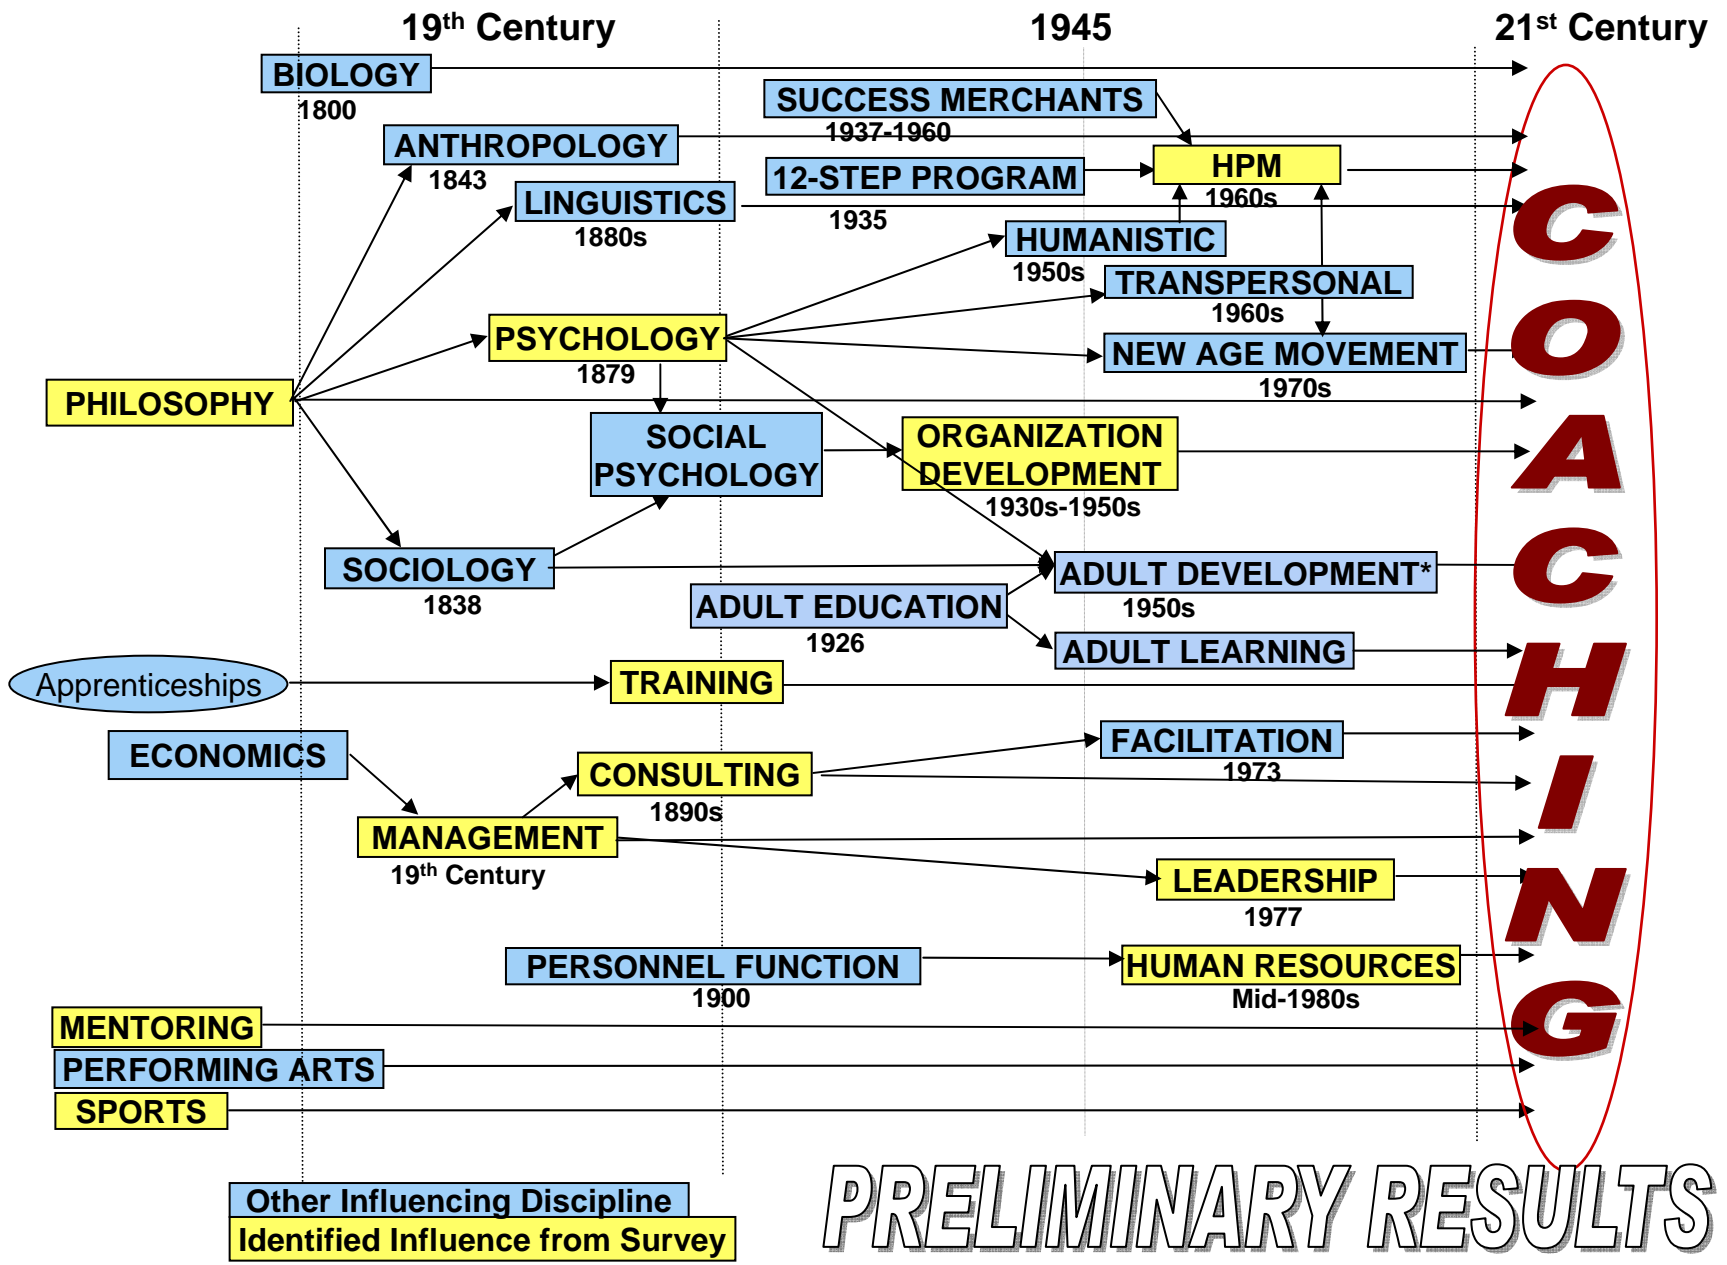 19th Century
1945
21st Century
BIOLOGY
1800
SUCCESS MERCHANTS
1937-1960
ANTHROPOLOGY
1843
12-STEP PROGRAM
1935
HPM
1960s
LINGUISTICS
1880s
HUMANISTIC
1950s
TRANSPERSONAL
1960s
PSYCHOLOGY
1879
NEW AGE MOVEMENT
1970s
PHILOSOPHY
SOCIAL
PSYCHOLOGY
ORGANIZATION
DEVELOPMENT
1930s-1950s
SOCIOLOGY
1838
ADULT DEVELOPMENT*
1950s
ADULT EDUCATION
1926
ADULT LEARNING
Apprenticeships
TRAINING
ECONOMICS
FACILITATION
1973
CONSULTING
1890s
MANAGEMENT
19th Century
LEADERSHIP
1977
PERSONNEL FUNCTION
1900
HUMAN RESOURCES
Mid-1980s
MENTORING
PERFORMING ARTS
SPORTS
COACHING
Other Influencing Discipline
Identified Influence from Survey
PRELIMINARY RESULTS